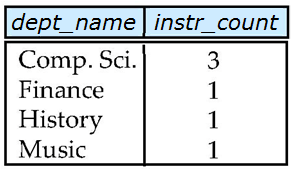 dept_name instr_count
Comp. Sci. 3
Finance 1
History 1
Music 1